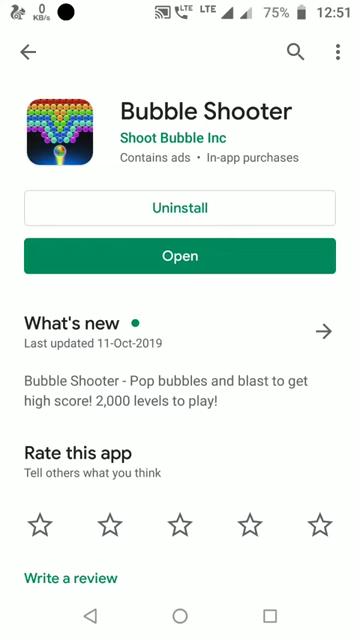 0 KB/s LTE LTE 75% 12:51
Bubble Shooter
Shoot Bubble Inc
Contains ads • In-app purchases
Uninstall
Open
What's new
Last updated 11-Oct-2019
Bubble Shooter - Pop bubbles and blast to get
high score! 2,000 levels to play!
Rate this app
Tell others what you think
Write a review